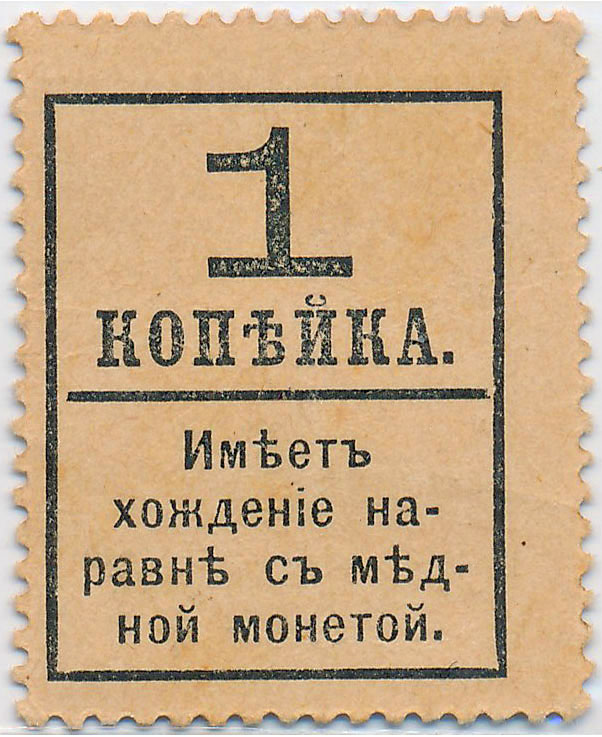 1
КОПѢЙКА.
Имѣетъ
хожденіе на-
равнѣ съ мѣд-
ной монетой.